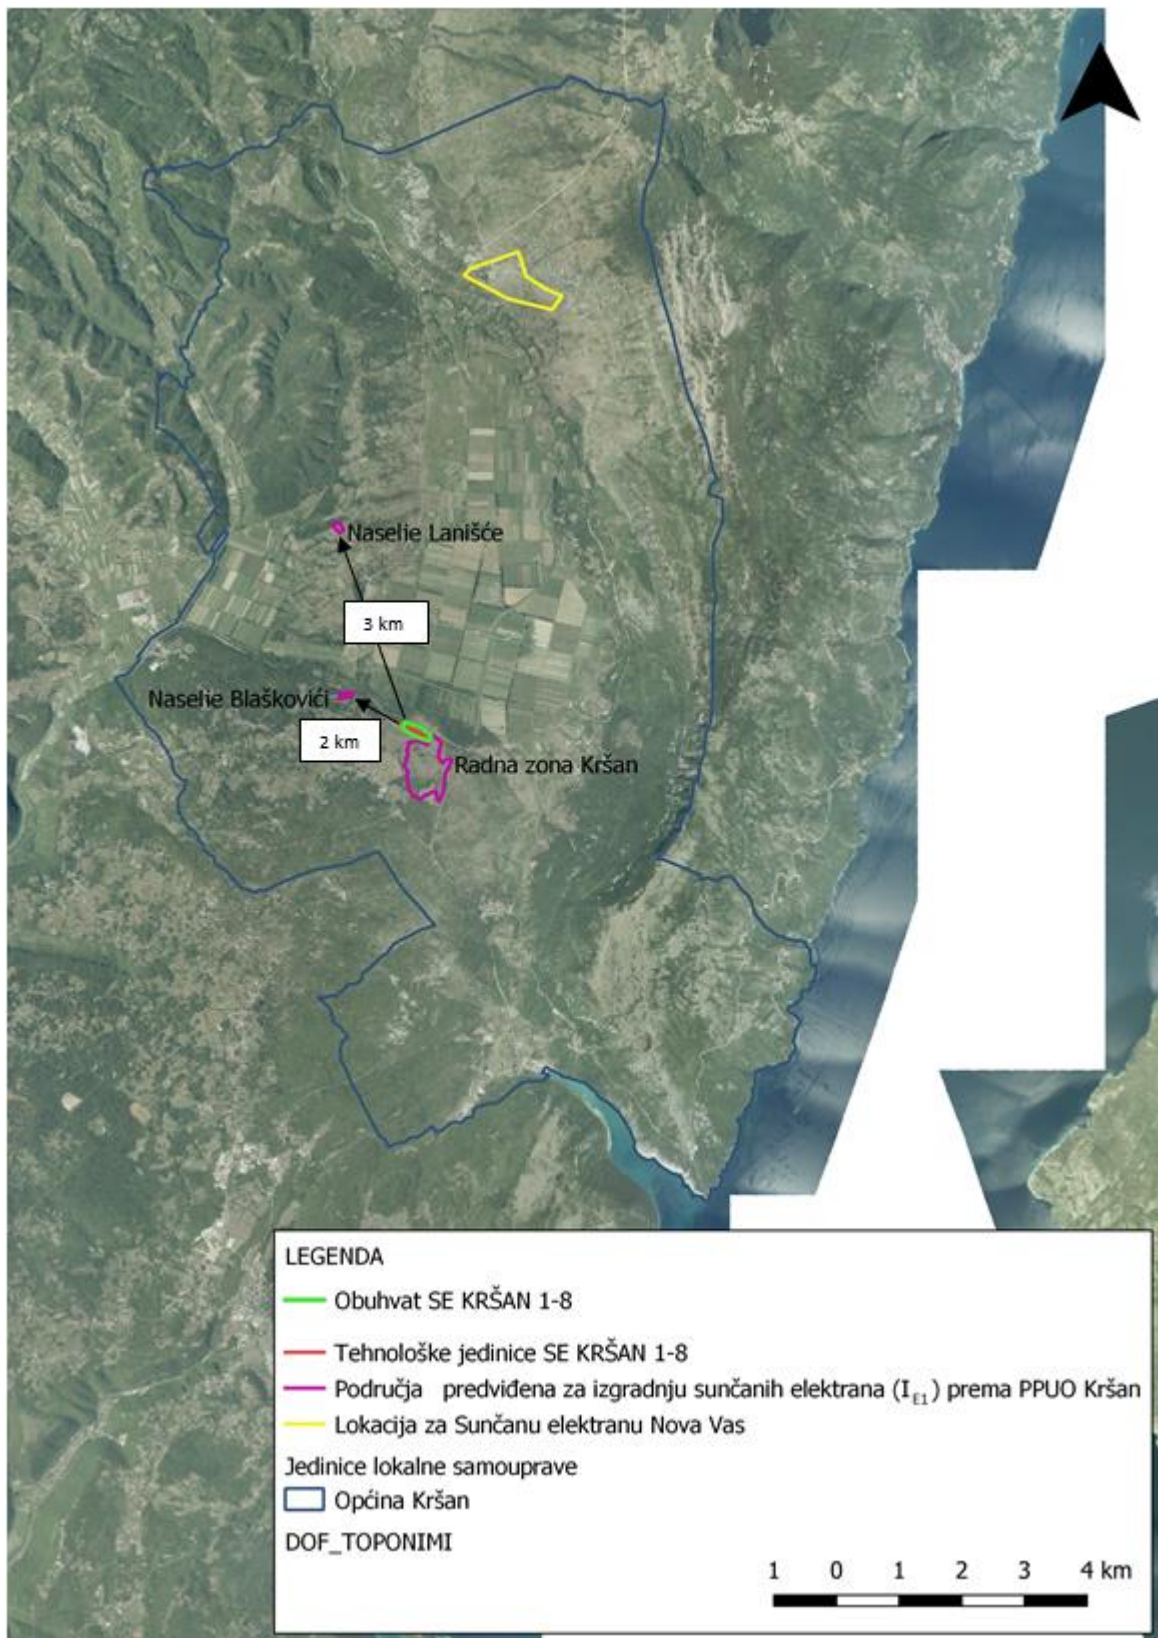 Naselje Lanišće
3 km
Naselje Blaškovići
2 km
Radna zona Kršan
LEGENDA
Obuhvat SE KRŠAN 1-8
Tehnološke jedinice SE KRŠAN 1-8
Područja predviđena za izgradnju sunčanih elektrana (I_E1) prema PPUO Kršan
Lokacija za Sunčanu elektranu Nova Vas
Jedinice lokalne samouprave
Općina Kršan
DOF_TOPONIMI
1 0 1 2 3 4 km